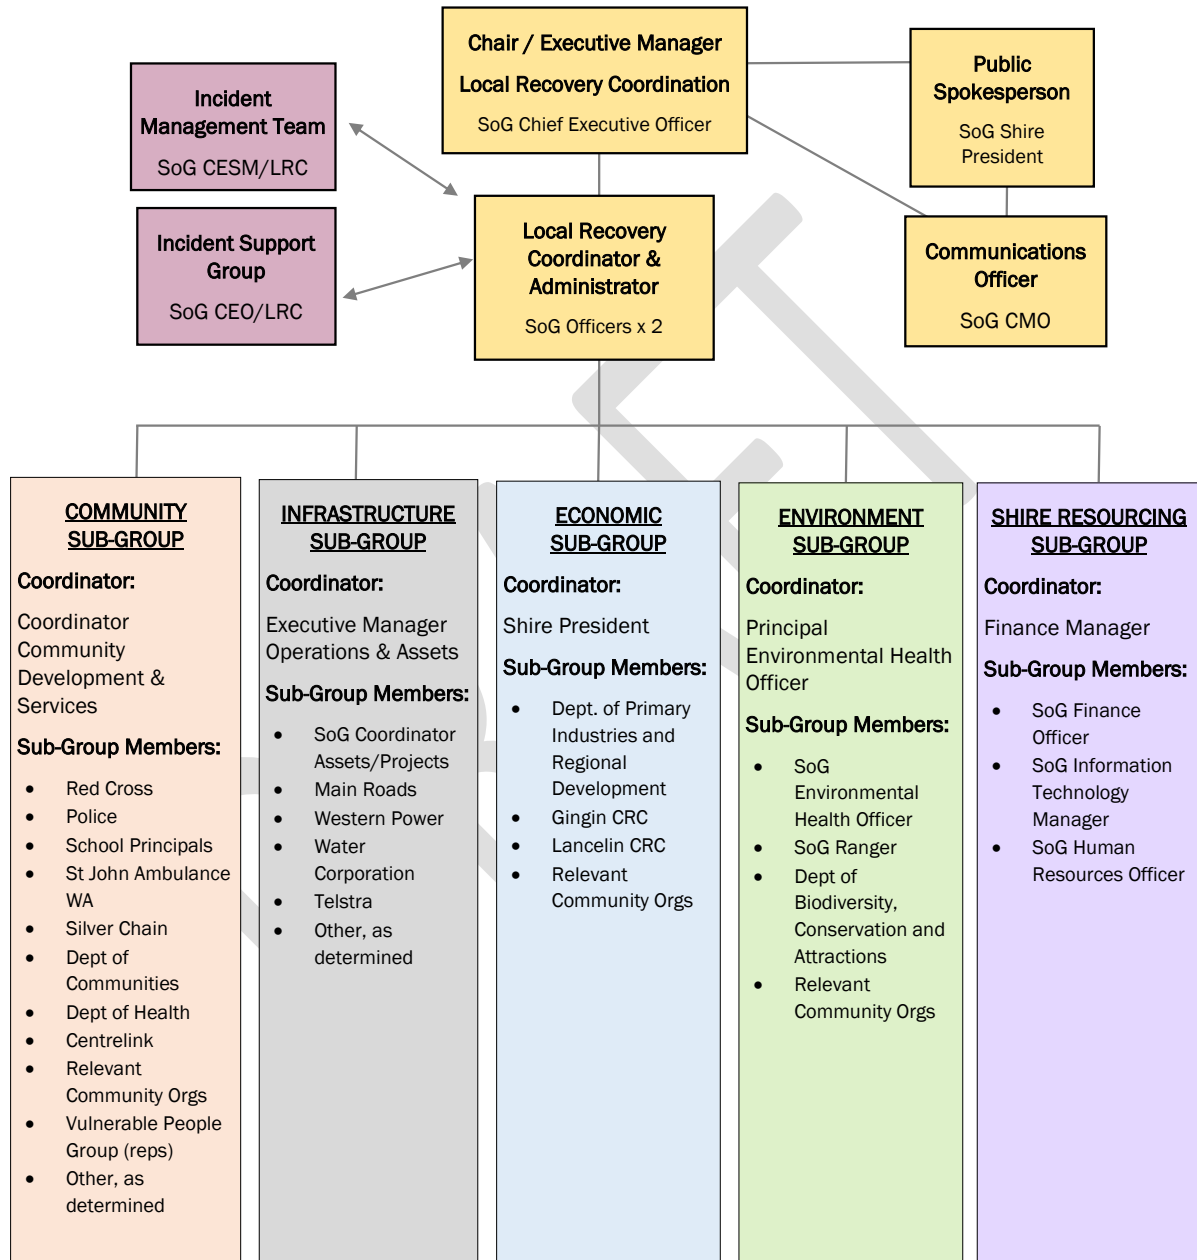 Chair / Executive Manager
Local Recovery Coordination
SoG Chief Executive Officer
Public
Spokesperson
SoG Shire
President
Incident
Management Team
SoG CESM/LRC
Incident Support
Group
SoG CEO/LRC
Local Recovery
Coordinator &
Administrator
SoG Officers x 2
Communications
Officer
SoG CMO
COMMUNITY
SUB-GROUP
Coordinator:
Coordinator
Community
Development &
Services
Sub-Group Members:
• Red Cross
• Police
• School Principals
• St John Ambulance
WA
• Silver Chain
• Dept of
Communities
• Dept of Health
• Centrelink
• Relevant
Community Orgs
• Vulnerable People
Group (reps)
• Other, as
determined
INFRASTRUCTURE
SUB-GROUP
Coordinator:
Executive Manager
Operations & Assets
Sub-Group Members:
• SoG Coordinator
Assets/Projects
• Main Roads
• Western Power
• Water
Corporation
• Telstra
• Other, as
determined
ECONOMIC
SUB-GROUP
Coordinator:
Shire President
Sub-Group Members:
• Dept. of Primary
Industries and
Regional
Development
• Gingin CRC
• Lancelin CRC
• Relevant
Community Orgs
ENVIRONMENT
SUB-GROUP
Coordinator:
Principal
Environmental Health
Officer
Sub-Group Members:
• SoG
Environmental
Health Officer
• SoG Ranger
• Dept of
Biodiversity,
Conservation and
Attractions
• Relevant
Community Orgs
SHIRE RESOURCING
SUB-GROUP
Coordinator:
Finance Manager
Sub-Group Members:
• SoG Finance
Officer
• SoG Information
Technology
Manager
• SoG Human
Resources Officer